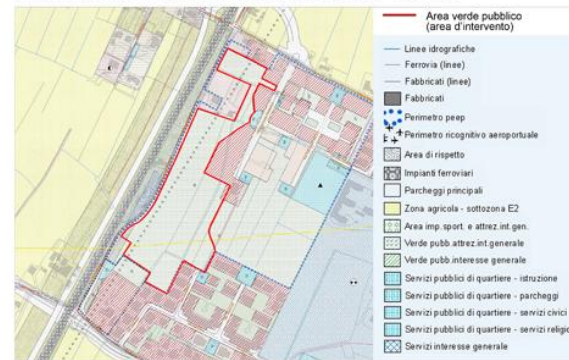 Area verde pubblico
(area d'intervento)
Linee idrografiche
Ferrovia (linee)
Fabbricati (linee)
Fabbricati
Perimetro peep
Perimetro ricognitivo aeroportuale
Area di rispetto
Impianti ferroviari
Parcheggi principali
Zona agricola - sottozona E2
Area imp.sport. e attrez.int.gen.
Verde pubb.attrez.int.generale
Verde pubb.interesse generale
Servizi pubblici di quartiere - istruzione
Servizi pubblici di quartiere - parcheggi
Servizi pubblici di quartiere - servizi civici
Servizi pubblici di quartiere - servizi religio
Servizi interesse generale